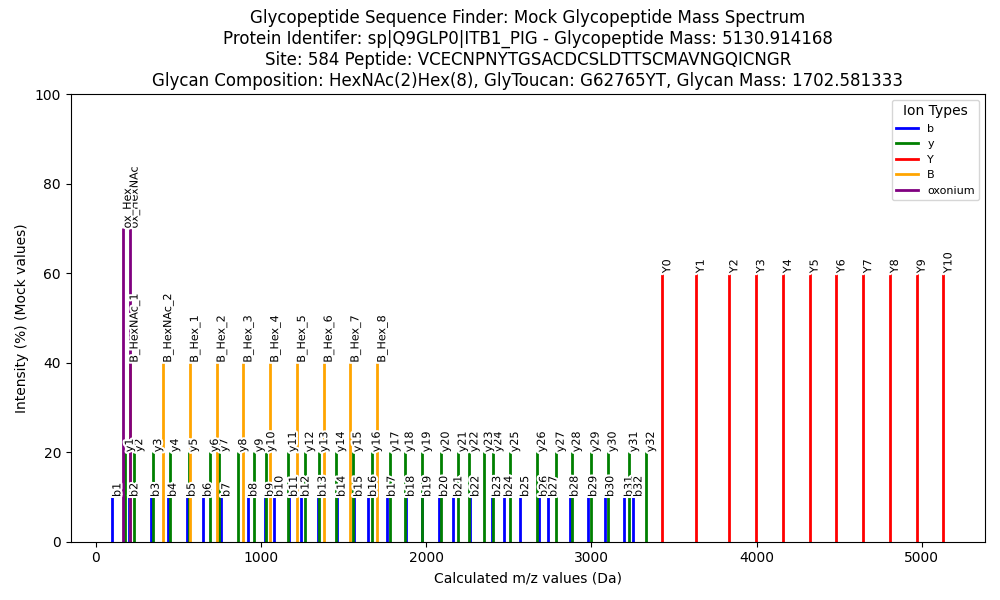 Glycopeptide Sequence Finder: Mock Glycopeptide Mass Spectrum
Protein Identifer: sp|Q9GLP0|ITB1_PIG - Glycopeptide Mass: 5130.914168
Site: 584 Peptide: VCECNPNYTGSACDCSLDTTSCMAVNGQICNGR
Glycan Composition: HexNAc(2)Hex(8), GlyToucan: G62765YT, Glycan Mass: 1702.581333
Intensity (%) (Mock values)
100
80
60
40
20
0
Ion Types
b
y
Y
B
oxonium
ox_Hex
ox_HexNAc
Y0
Y1
Y2
Y3
Y4
Y5
Y6
Y7
Y8
Y9
Y10
B_HexNAc_1
B_HexNAc_2
B_Hex_1
B_Hex_2
B_Hex_3
B_Hex_4
B_Hex_5
B_Hex_6
B_Hex_7
B_Hex_8
y1
y2
y3
y4
y5
y6
y7
y8
y9
y10
y11
y12
y13
y14
y15
y16
y17
y18
y19
y20
y21
y22
y23
y24
y25
y26
y27
y28
y29
y30
y31
y32
b1
b2
b3
b4
b5
b6
b7
b8
b9
b10
b11
b12
b13
b14
b15
b16
b17
b18
b19
b20
b21
b22
b23
b24
b25
b26
b27
b28
b29
b30
b31
b32
0
1000
2000
3000
4000
5000
Calculated m/z values (Da)